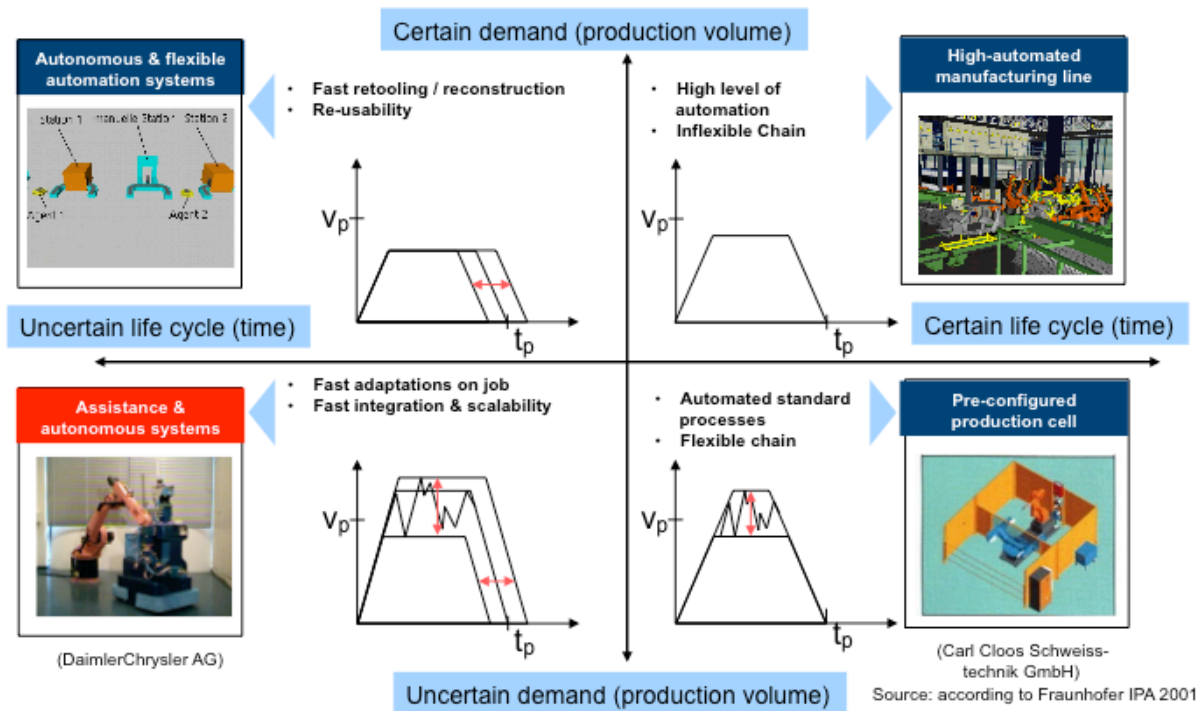 Certain demand (production volume)
Autonomous & flexible
automation systems
Station 1
manuelle Station
Station 2
Agent 1
Agent 2
• Fast retooling / reconstruction
• Re-usability
Vp
tp
• High level of
automation
• Inflexible Chain
Vp
tp
High-automated
manufacturing line
Uncertain life cycle (time)
Certain life cycle (time)
Assistance &
autonomous systems
(DaimlerChrysler AG)
• Fast adaptations on job
• Fast integration & scalability
Vp
tp
• Automated standard
processes
• Flexible chain
Vp
tp
Pre-configured
production cell
(Carl Cloos Schweiss-
technik GmbH)
Uncertain demand (production volume)
Source: according to Fraunhofer IPA 2001